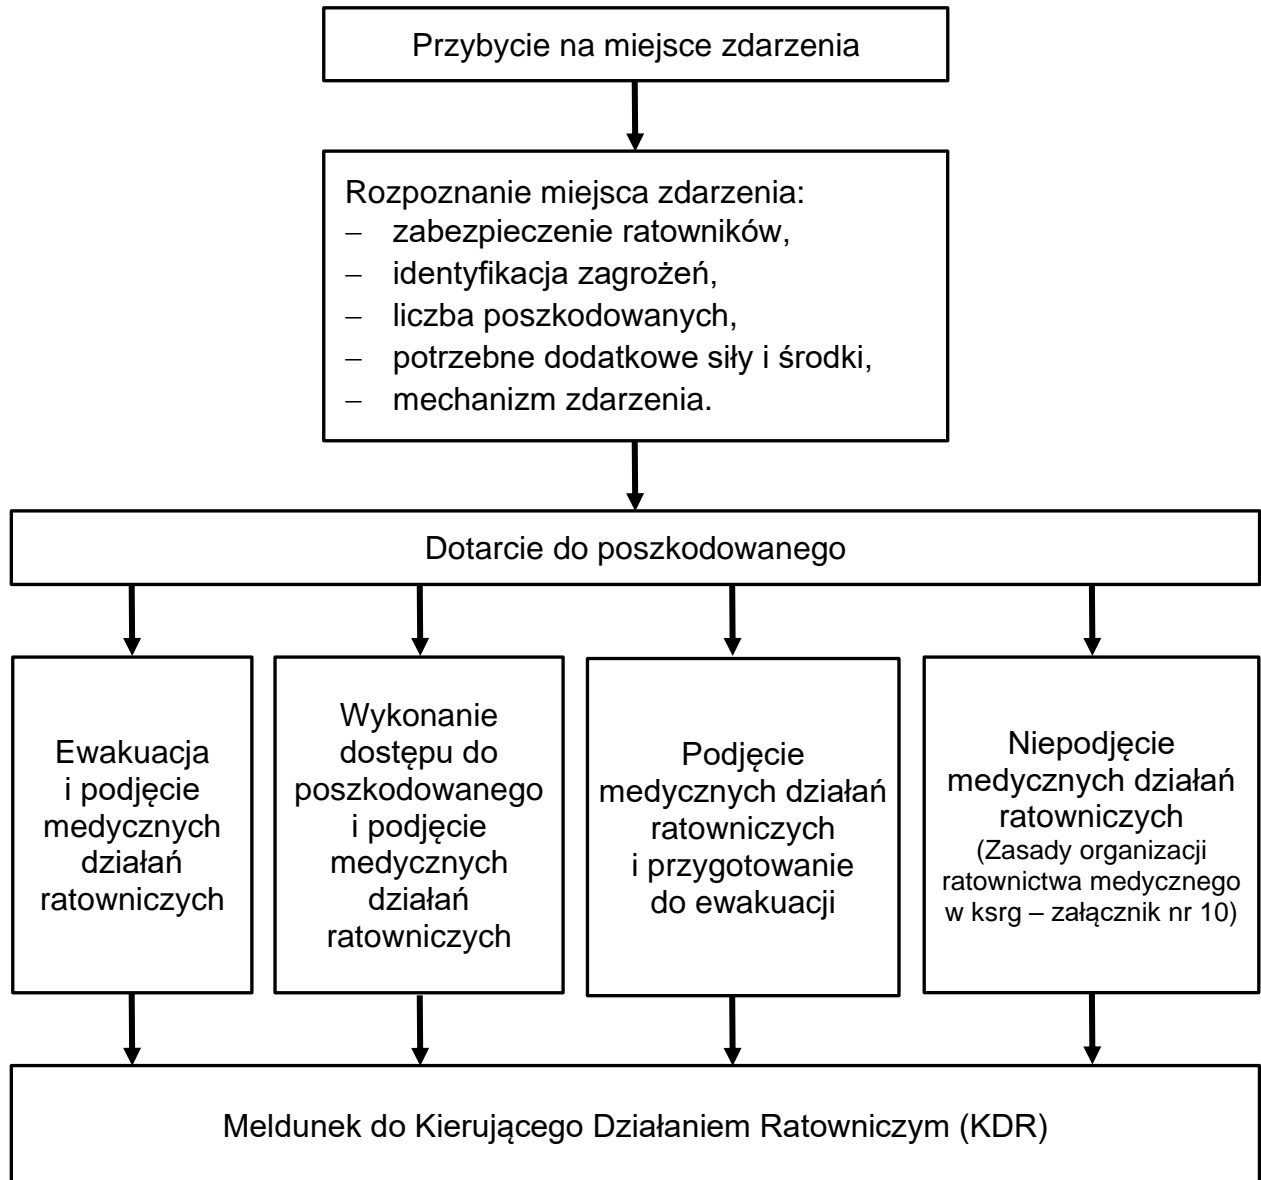 Przybycie na miejsce zdarzenia
Rozpoznanie miejsca zdarzenia:
– zabezpieczenie ratowników,
– identyfikacja zagrożeń,
– liczba poszkodowanych,
– potrzebne dodatkowe siły i środki,
– mechanizm zdarzenia.
Dotarcie do poszkodowanego
Ewakuacja
i podjęcie
medycznych
działań
ratowniczych
Wykonanie
dostępu do
poszkodowanego
i podjęcie
medycznych
działań
ratowniczych
Podjęcie
medycznych działań
ratowniczych
i przygotowanie
do ewakuacji
Niepodjęcie
medycznych działań
ratowniczych
(Zasady organizacji
ratownictwa medycznego
w ksrg – załącznik nr 10)
Meldunek do Kierującego Działaniem Ratowniczym (KDR)